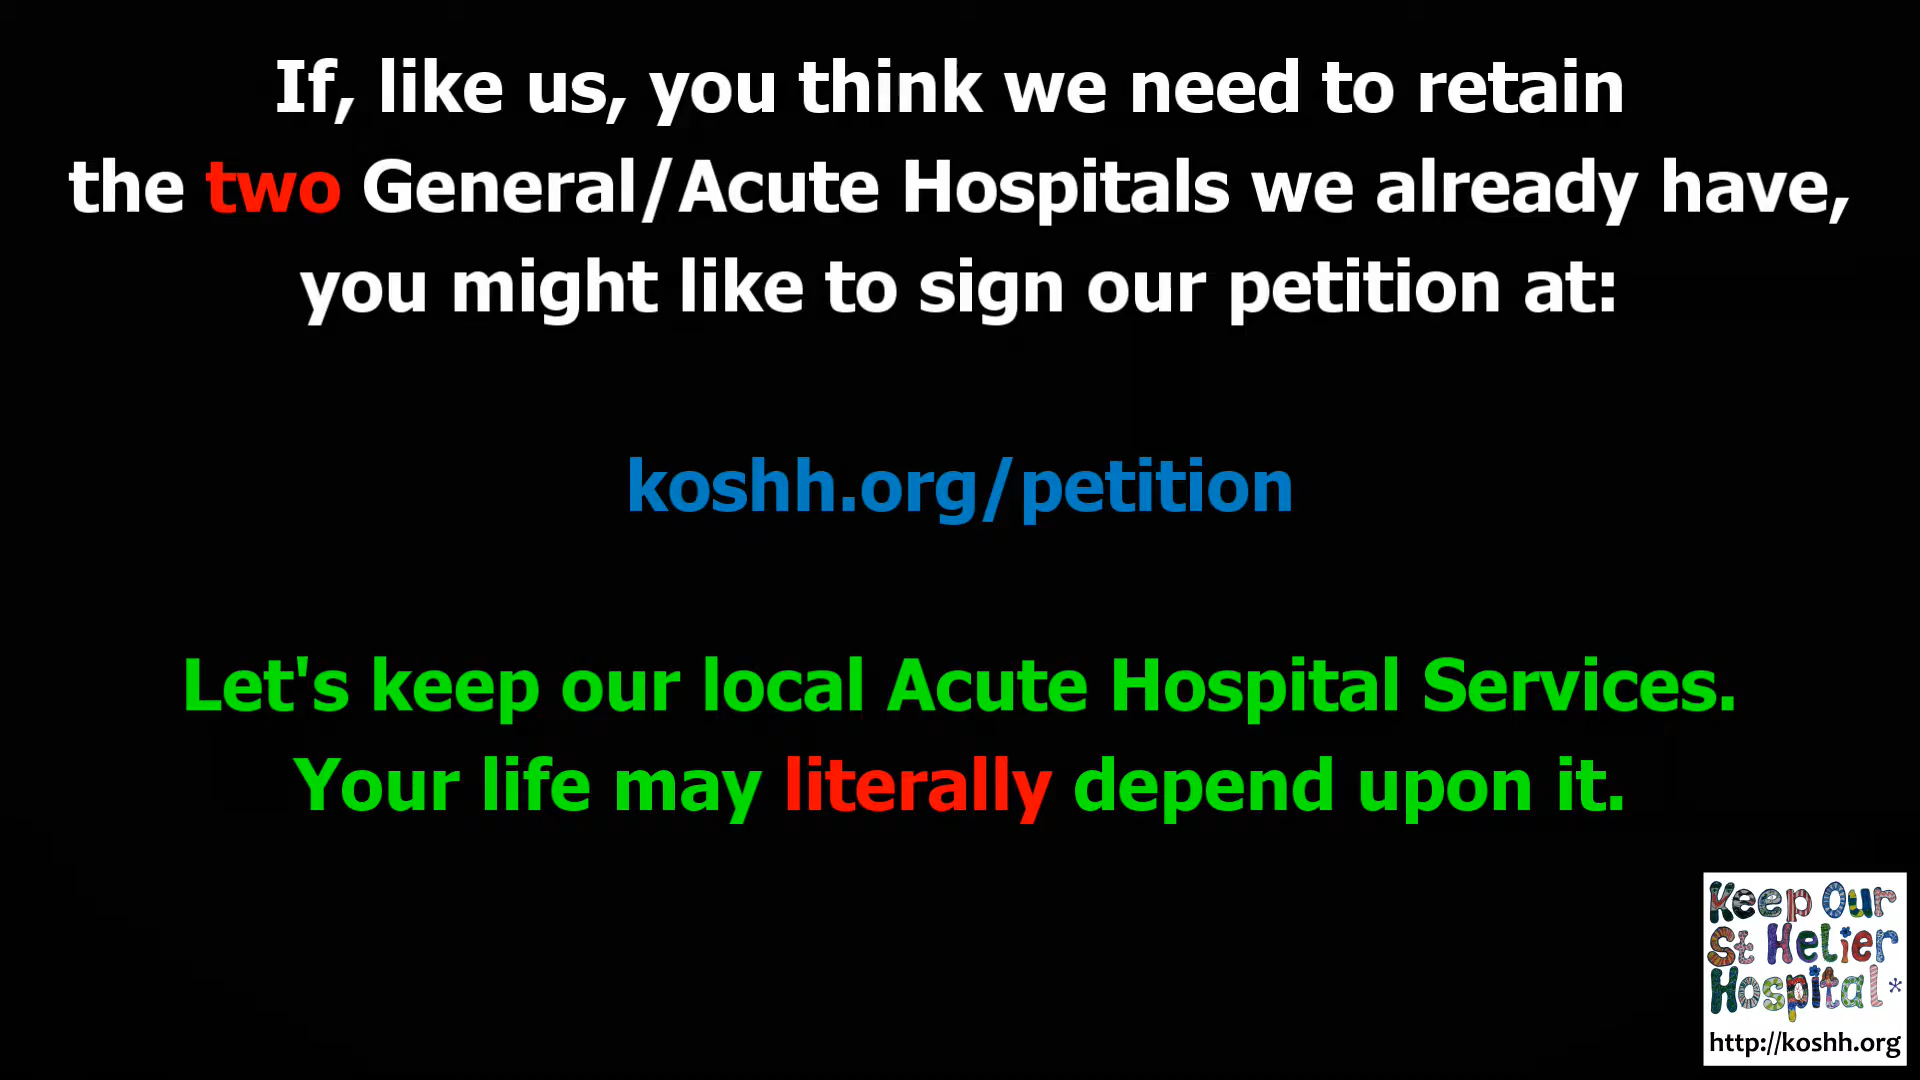 If, like us, you think we need to retain
the two General/Acute Hospitals we already have,
you might like to sign our petition at:
koshh.org/petition
Let's keep our local Acute Hospital Services.
Your life may literally depend upon it.
Keep Our
St Helier
Hospital*
http://koshh.org